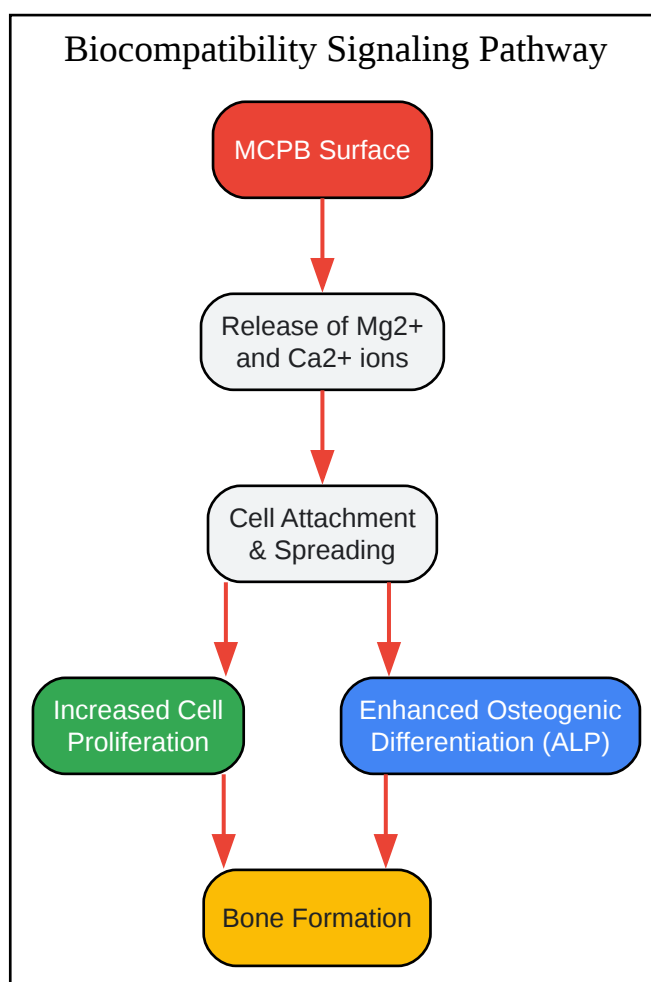 Biocompatibility Signaling Pathway
MCPB Surface
Release of Mg2+
and Ca2+ ions
Cell Attachment
& Spreading
Increased Cell
Proliferation
Enhanced Osteogenic
Differentiation (ALP)
Bone Formation